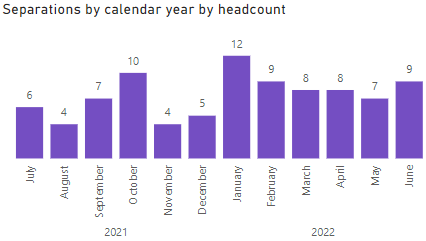 Separations by calendar year by headcount
12
10
9
9
8
8
7
7
6
5
4
4
July
August
September
October
November
December
January
February
March
April
May
June
2021
2022